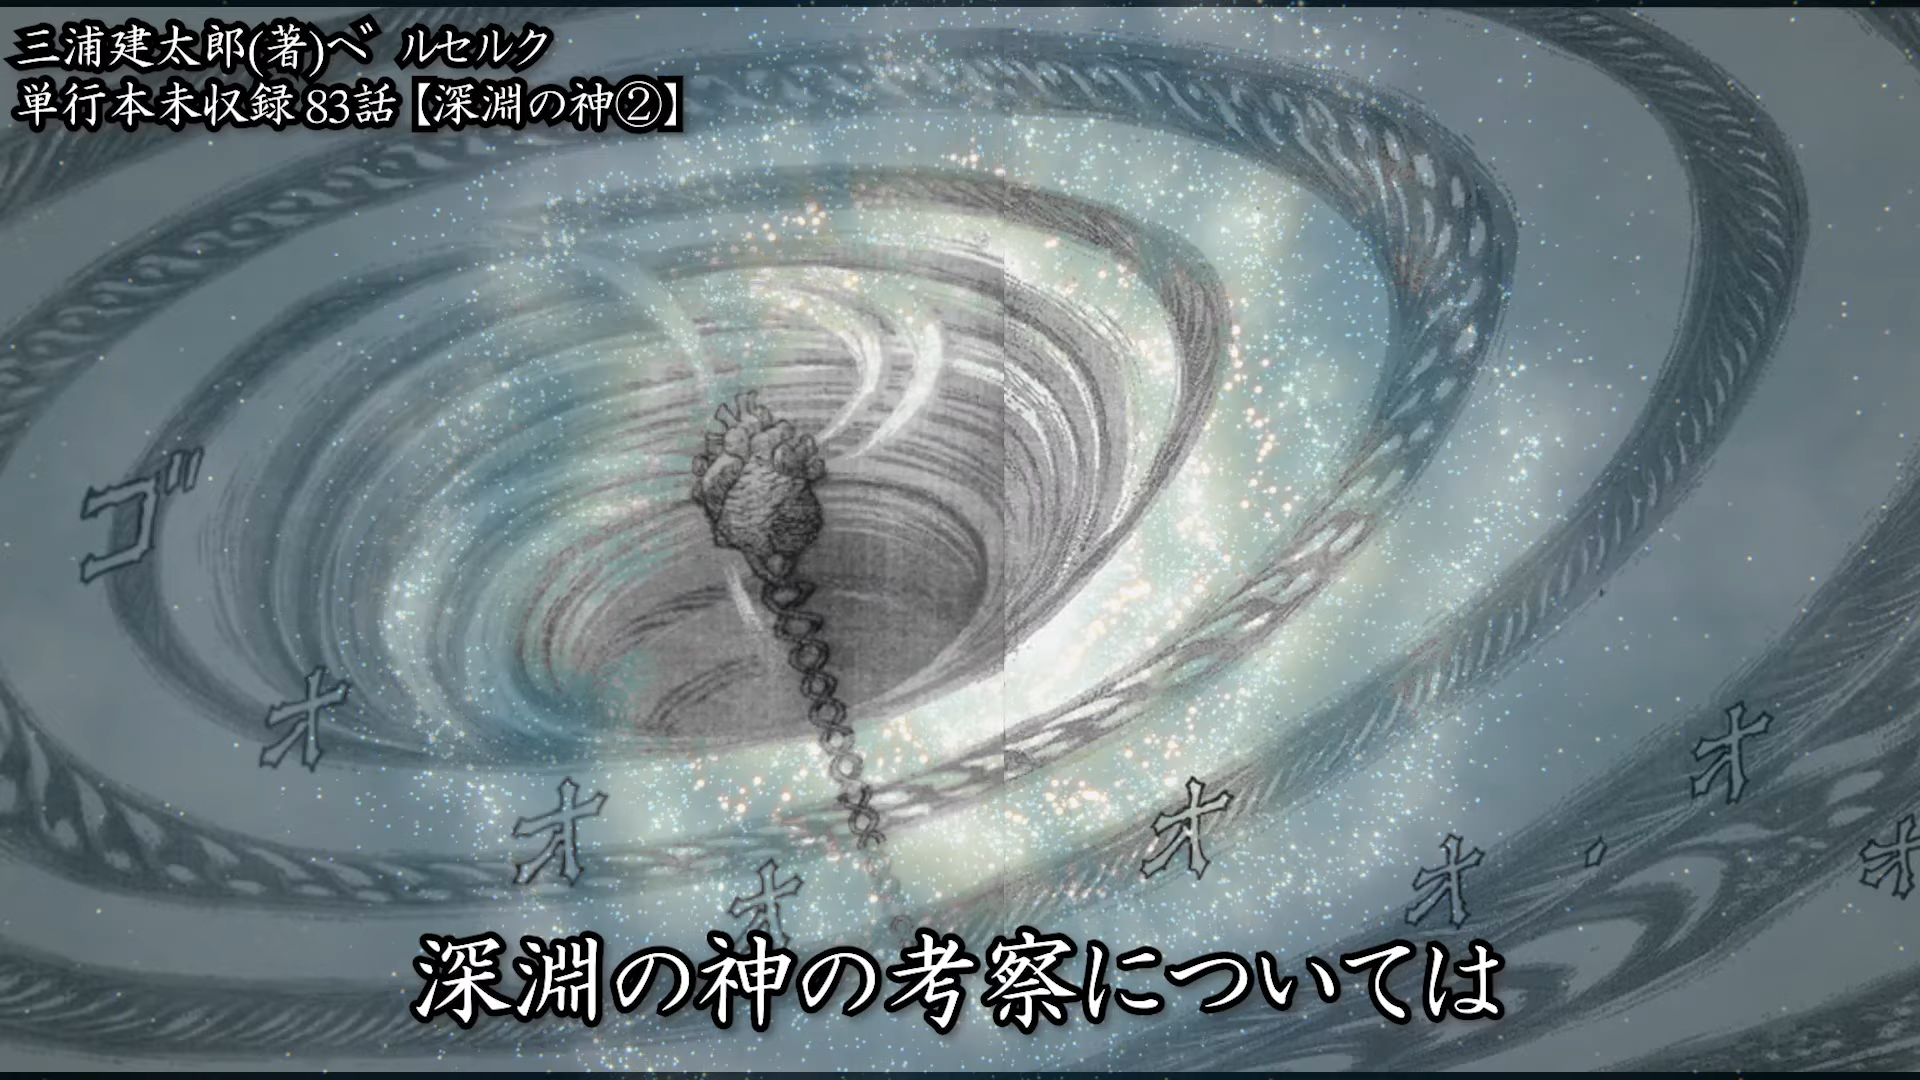 三浦建太郎(著)ベルセルク
単行本未収録83話【深淵の神②】
ゴ
オ
オ
オ
オ
オ
オ
オ
深淵の神の考察については